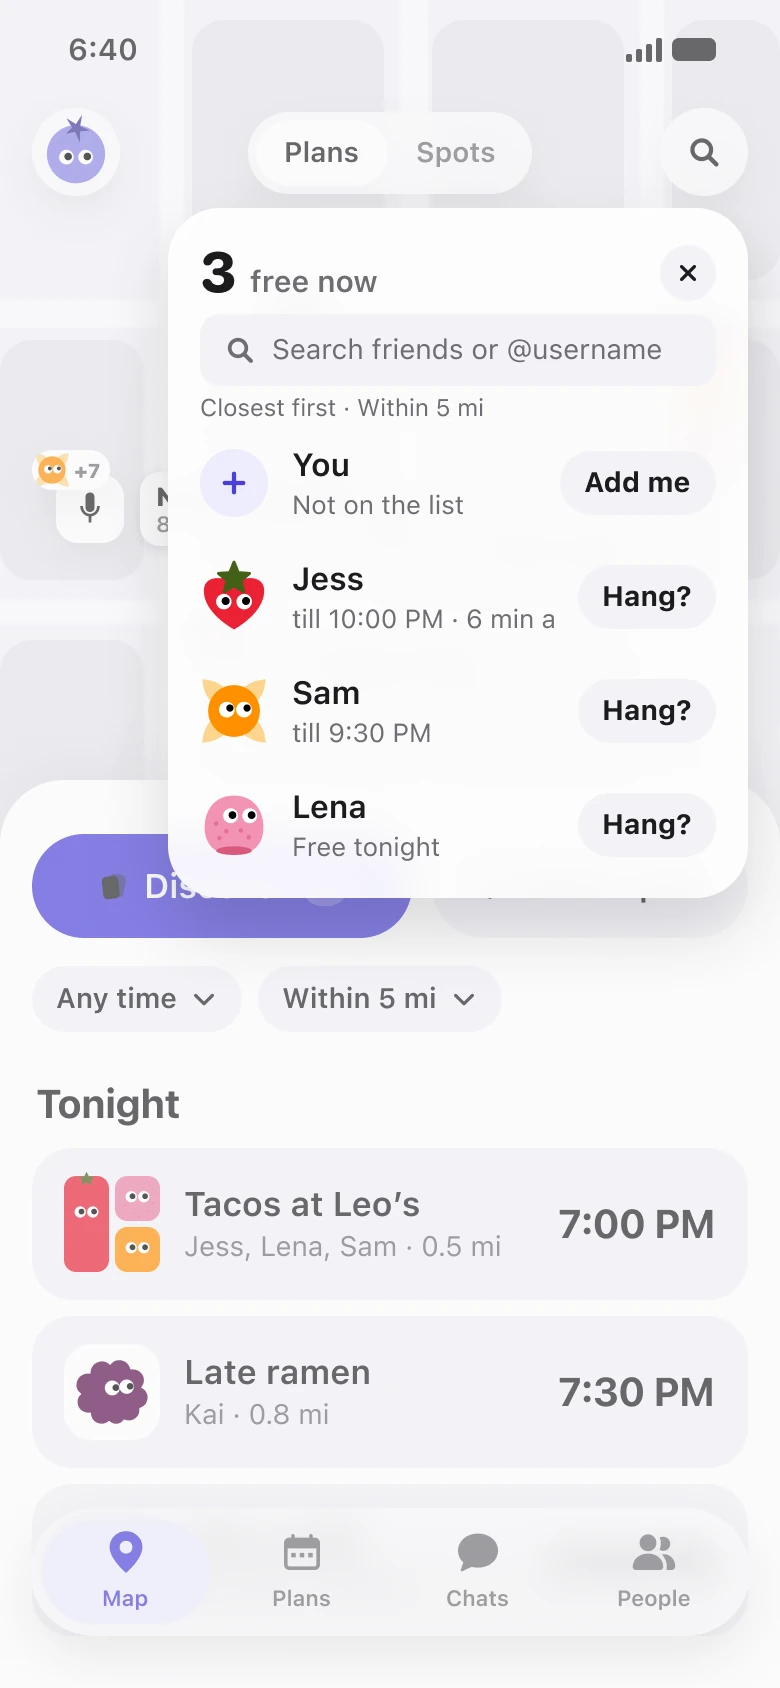 6:40
Plans
Spots
3 free now
Search friends or @username
Closest first · Within 5 mi
+7
You
Not on the list
Add me
Jess
till 10:00 PM · 6 min a
Hang?
Sam
till 9:30 PM
Hang?
Lena
Free tonight
Hang?
Any time
Within 5 mi
Tonight
Tacos at Leo’s
Jess, Lena, Sam · 0.5 mi
7:00 PM
Late ramen
Kai · 0.8 mi
7:30 PM
Map
Plans
Chats
People